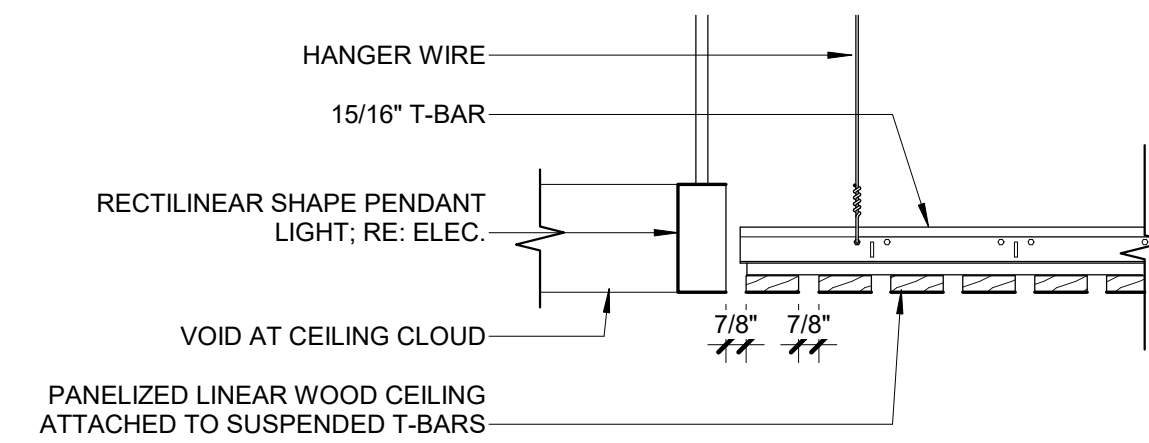 HANGER WIRE
15/16" T-BAR
RECTILINEAR SHAPE PENDANT
LIGHT; RE: ELEC.
VOID AT CEILING CLOUD
7/8" 7/8"
PANELIZED LINEAR WOOD CEILING
ATTACHED TO SUSPENDED T-BARS